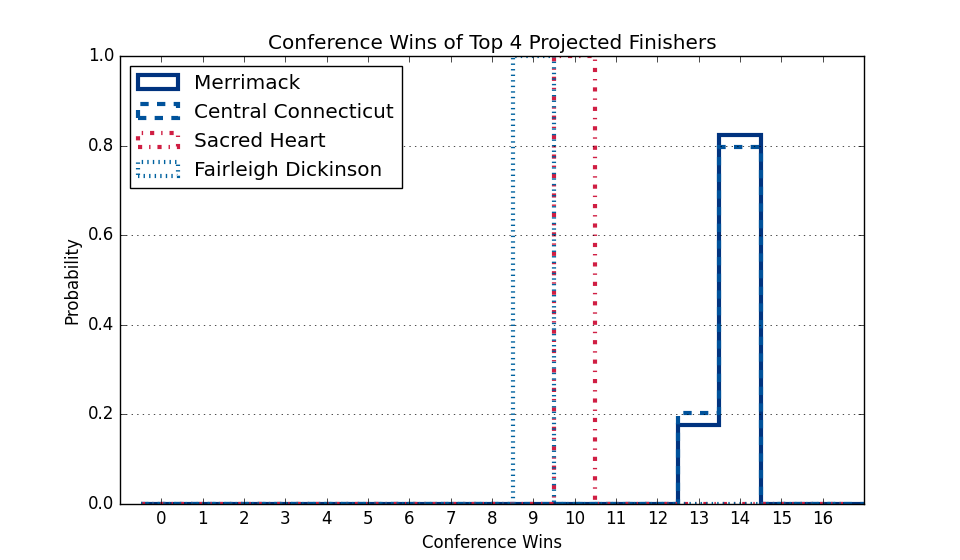 Conference Wins of Top 4 Projected Finishers
Merrimack
Central Connecticut
Sacred Heart
Fairleigh Dickinson
Probability
1.0
0.8
0.6
0.4
0.2
0.0
0 1 2 3 4 5 6 7 8 9 10 11 12 13 14 15 16
Conference Wins